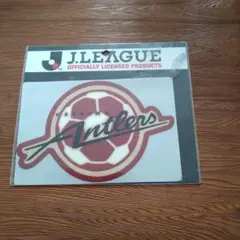 J.LEAGUE
OFFICIALLY LICENSED PRODUCTS
Antlers